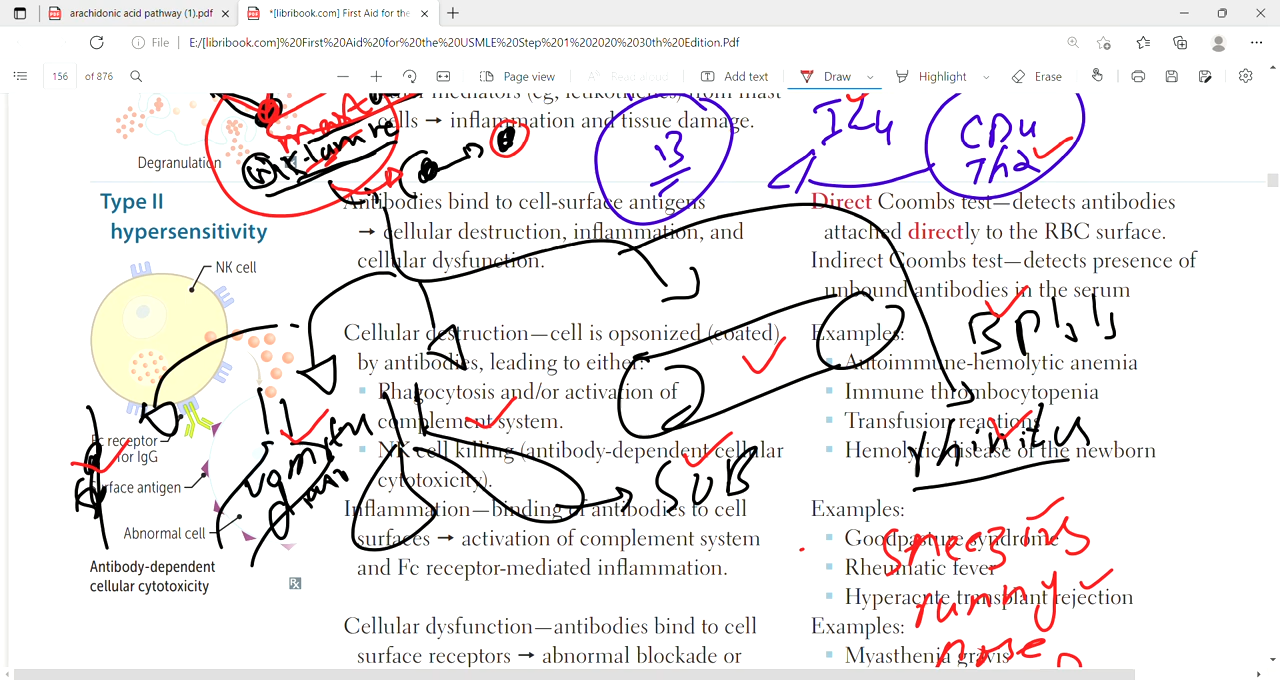 arachidonic acid pathway (1).pdf
*[libribook.com] First Aid for the
File
E:/[libribook.com]%20First%20Aid%20for%20the%20USMLE%20Step%201%202020%2030th%20Edition.Pdf
156 of 876
Page view
Read aloud
Add text
Draw
Highlight
Erase
mediators (eg, leukotrienes) from mast
cells → inflammation and tissue damage.
Degranulation
B
IL4
CD4
Th2
Type II
hypersensitivity
NK cell
Fc receptor
for IgG
Surface antigen
Abnormal cell
Antibody-dependent
cellular cytotoxicity
Antibodies bind to cell-surface antigens
→ cellular destruction, inflammation, and
cellular dysfunction.
Cellular destruction—cell is opsonized (coated)
by antibodies, leading to either:
Phagocytosis and/or activation of
complement system.
NK cell killing (antibody-dependent cellular
cytotoxicity).
Inflammation—binding of antibodies to cell
surfaces → activation of complement system
and Fc receptor-mediated inflammation.
Cellular dysfunction—antibodies bind to cell
surface receptors → abnormal blockade or
Direct Coombs test—detects antibodies
attached directly to the RBC surface.
Indirect Coombs test—detects presence of
unbound antibodies in the serum
Examples:
Autoimmune-hemolytic anemia
Immune thrombocytopenia
Transfusion reactions
Hemolytic disease of the newborn
Examples:
Goodpasture syndrome
Rheumatic fever
Hyperacute transplant rejection
Examples:
Myasthenia gravis
SOB
rhinitus
sneezing
runny
nose